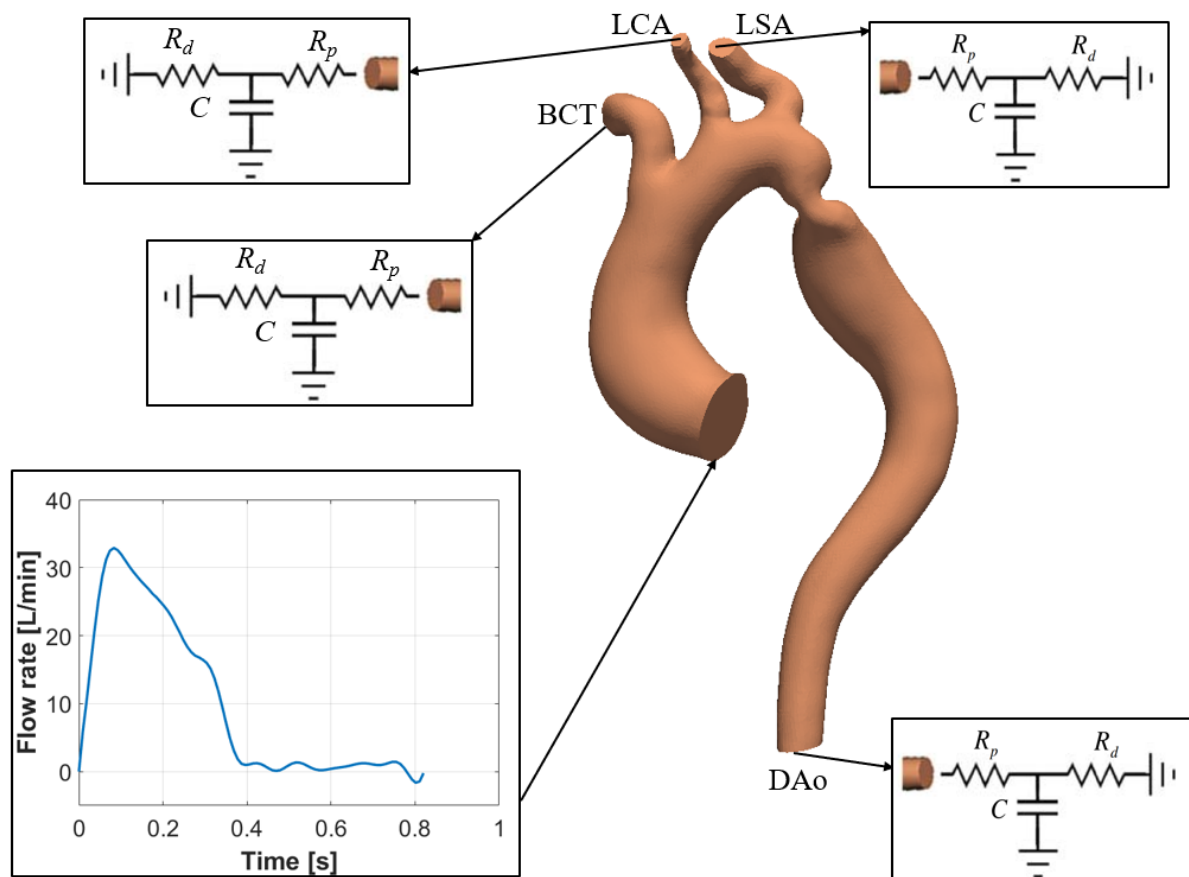 LCA
LSA
R_d
R_p
C
R_p
R_d
C
BCT
R_d
R_p
C
40
30
20
10
0
Flow rate [L/min]
0
0.2
0.4
0.6
0.8
1
Time [s]
DAo
R_p
R_d
C